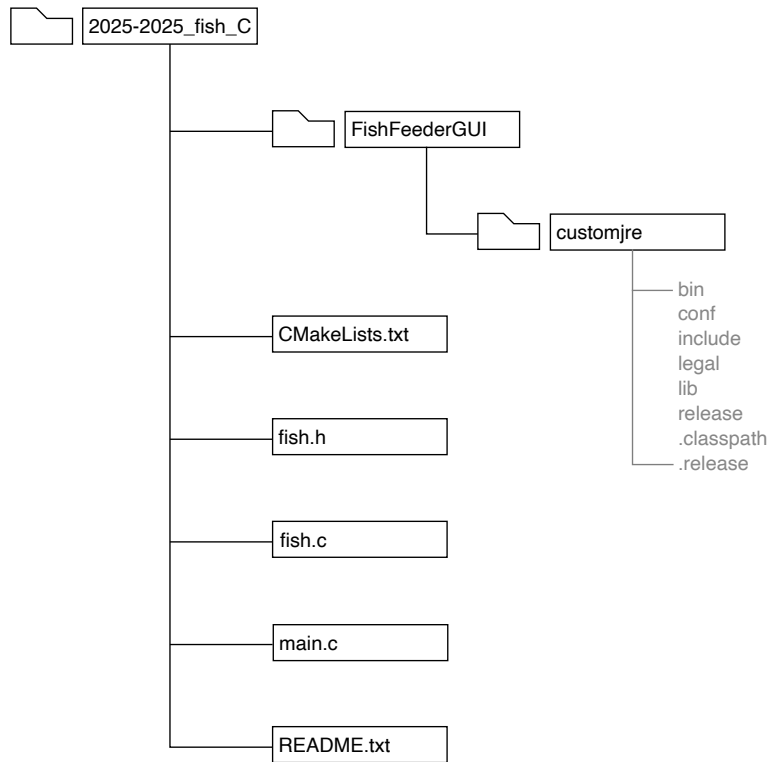 2025-2025_fish_C
FishFeederGUI
customjre
bin
conf
include
legal
lib
release
.classpath
.release
CMakeLists.txt
fish.h
fish.c
main.c
README.txt